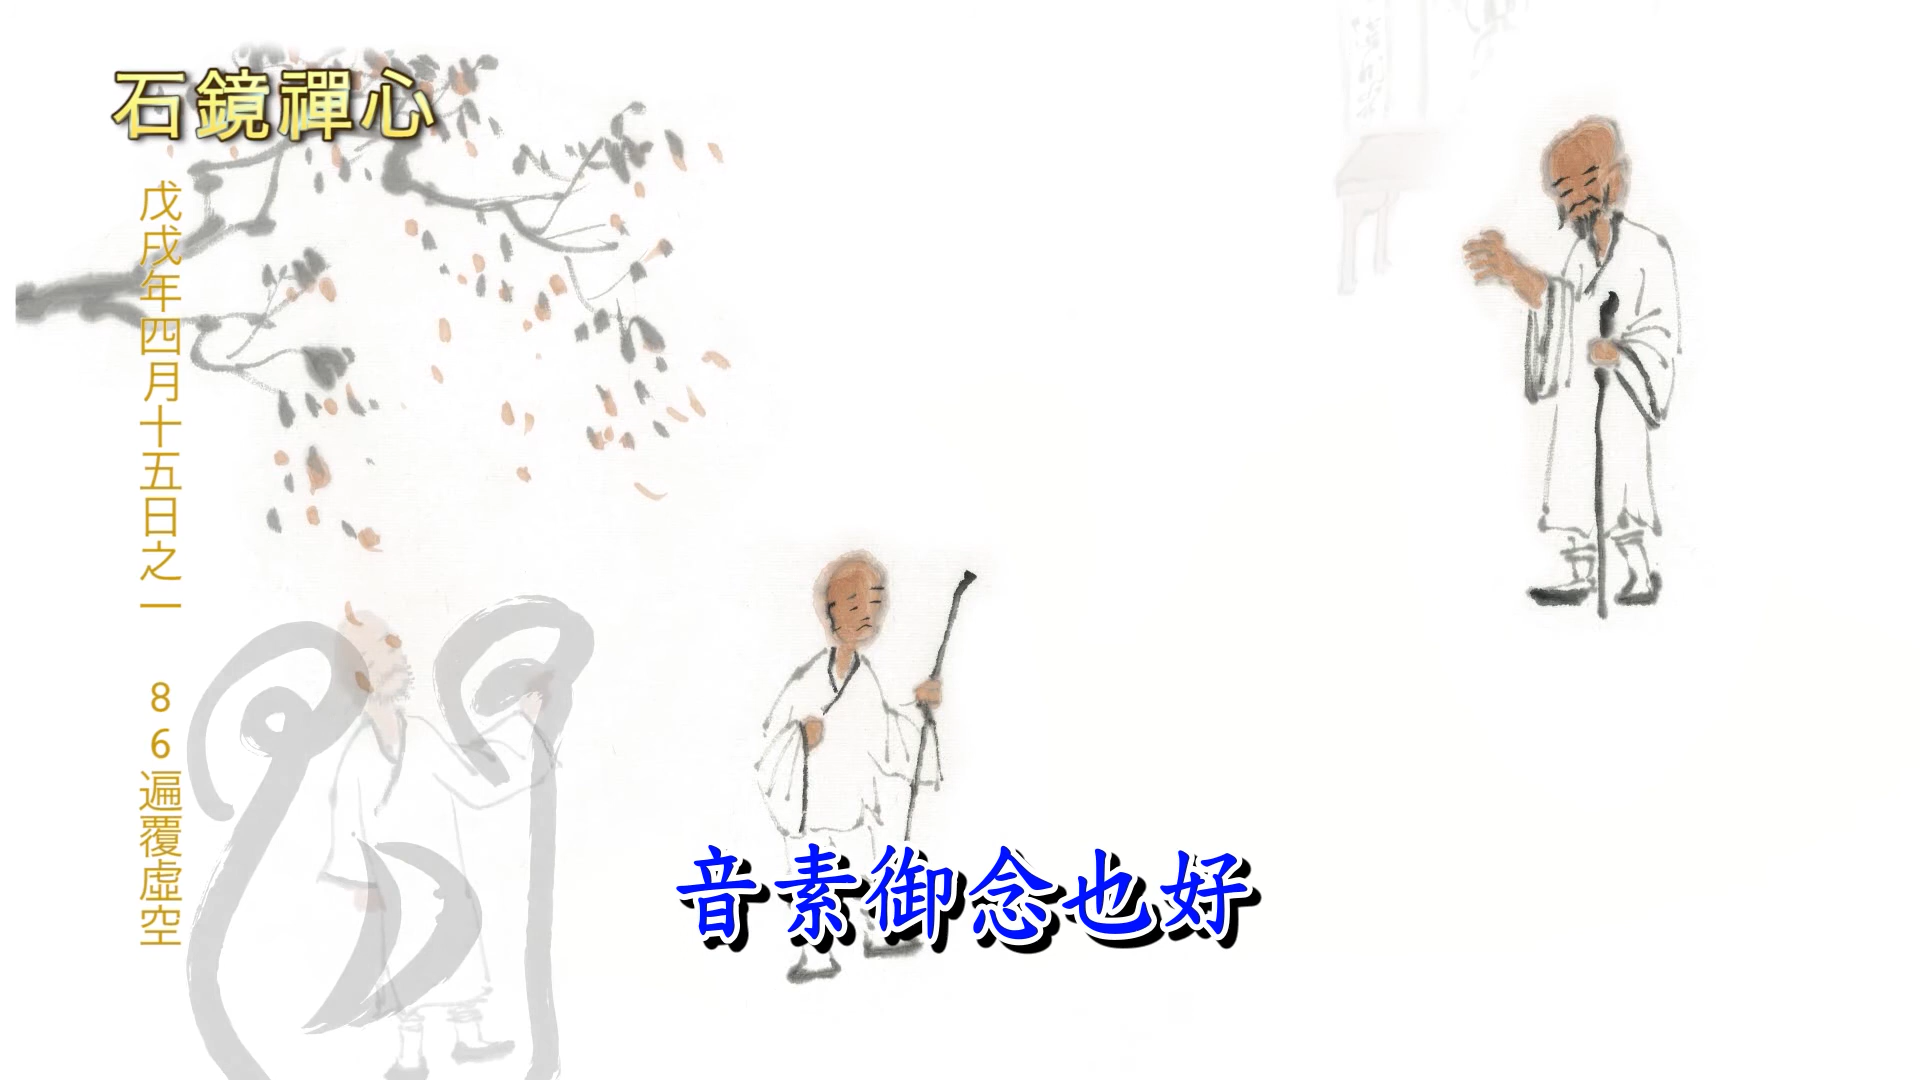 石鏡禪心
戊戌年四月十五日之一 86遍覆虛空
音素御念也好